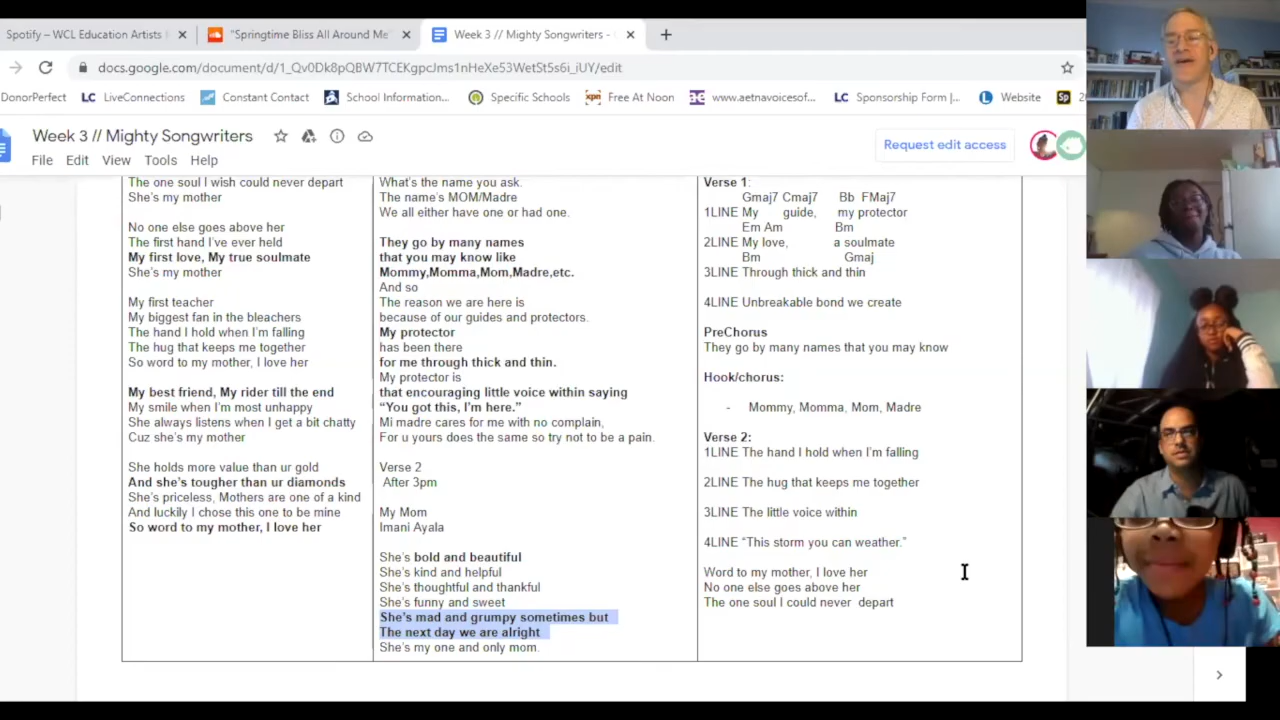 Spotify – WCL Education Artists
"Springtime Bliss All Around Me
Week 3 // Mighty Songwriters -
docs.google.com/document/d/1_Qv0Dk8pQBW7TCEKgpcJms1nHeXe53WetSt5s6i_iUY/edit
DonorPerfect
LC LiveConnections
Constant Contact
School Information...
Specific Schools
xpn Free At Noon
www.aetnavoicesof...
LC Sponsorship Form |...
Website
Sp
Week 3 // Mighty Songwriters
Request edit access
File Edit View Tools Help
The one soul I wish could never depart
She's my mother
No one else goes above her
The first hand I've ever held
My first love, My true soulmate
She's my mother
My first teacher
My biggest fan in the bleachers
The hand I hold when I'm falling
The hug that keeps me together
So word to my mother, I love her
My best friend, My rider till the end
My smile when I'm most unhappy
She always listens when I get a bit chatty
Cuz she's my mother
She holds more value than ur gold
And she's tougher than ur diamonds
She's priceless, Mothers are one of a kind
And luckily I chose this one to be mine
So word to my mother, I love her
What's the name you ask.
The name's MOM/Madre
We all either have one or had one.
They go by many names
that you may know like
Mommy,Momma,Mom,Madre,etc.
And so
The reason we are here is
because of our guides and protectors.
My protector
has been there
for me through thick and thin.
My protector is
that encouraging little voice within saying
"You got this, I'm here."
Mi madre cares for me with no complain,
For u yours does the same so try not to be a pain.
Verse 2
After 3pm
My Mom
Imani Ayala
She's bold and beautiful
She's kind and helpful
She's thoughtful and thankful
She's funny and sweet
She's mad and grumpy sometimes but
The next day we are alright
She's my one and only mom.
Verse 1:
Gmaj7 Cmaj7 Bb FMaj7
1LINE My guide, my protector
Em Am Bm
2LINE My love, a soulmate
Bm Gmaj
3LINE Through thick and thin
4LINE Unbreakable bond we create
PreChorus
They go by many names that you may know
Hook/chorus:
- Mommy, Momma, Mom, Madre
Verse 2:
1LINE The hand I hold when I'm falling
2LINE The hug that keeps me together
3LINE The little voice within
4LINE "This storm you can weather."
Word to my mother, I love her
No one else goes above her
The one soul I could never depart